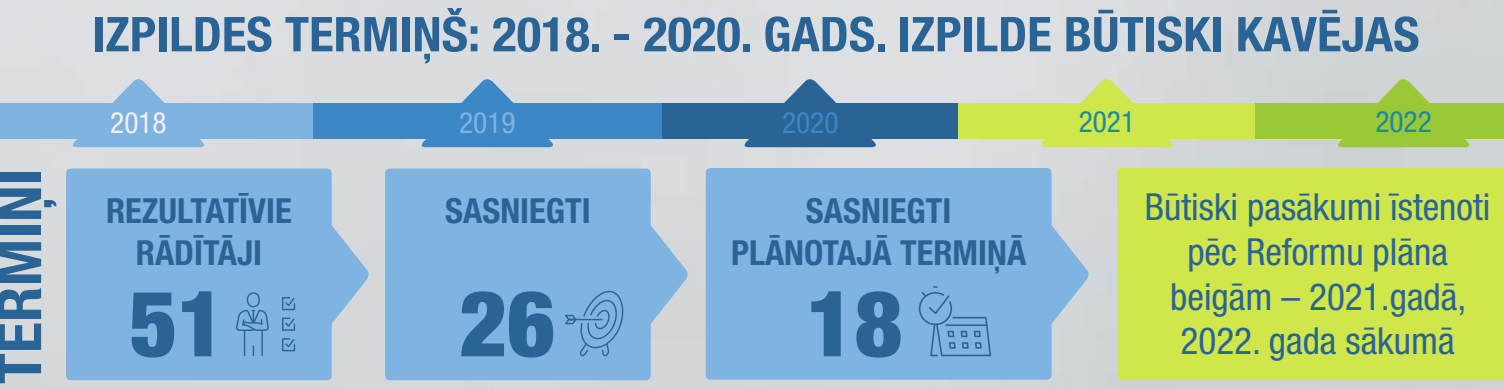 IZPILDES TERMIŅŠ: 2018. - 2020. GADS. IZPILDE BŪTISKI KAVĒJAS
2018
2019
2020
2021
2022
TERMIŅI
REZULTATĪVIE
RĀDĪTĀJI
51
SASNIEGTI
26
SASNIEGTI
PLĀNOTAJĀ TERMIŅĀ
18
Būtiski pasākumi īstenoti
pēc Reformu plāna
beigām – 2021.gadā,
2022. gada sākumā